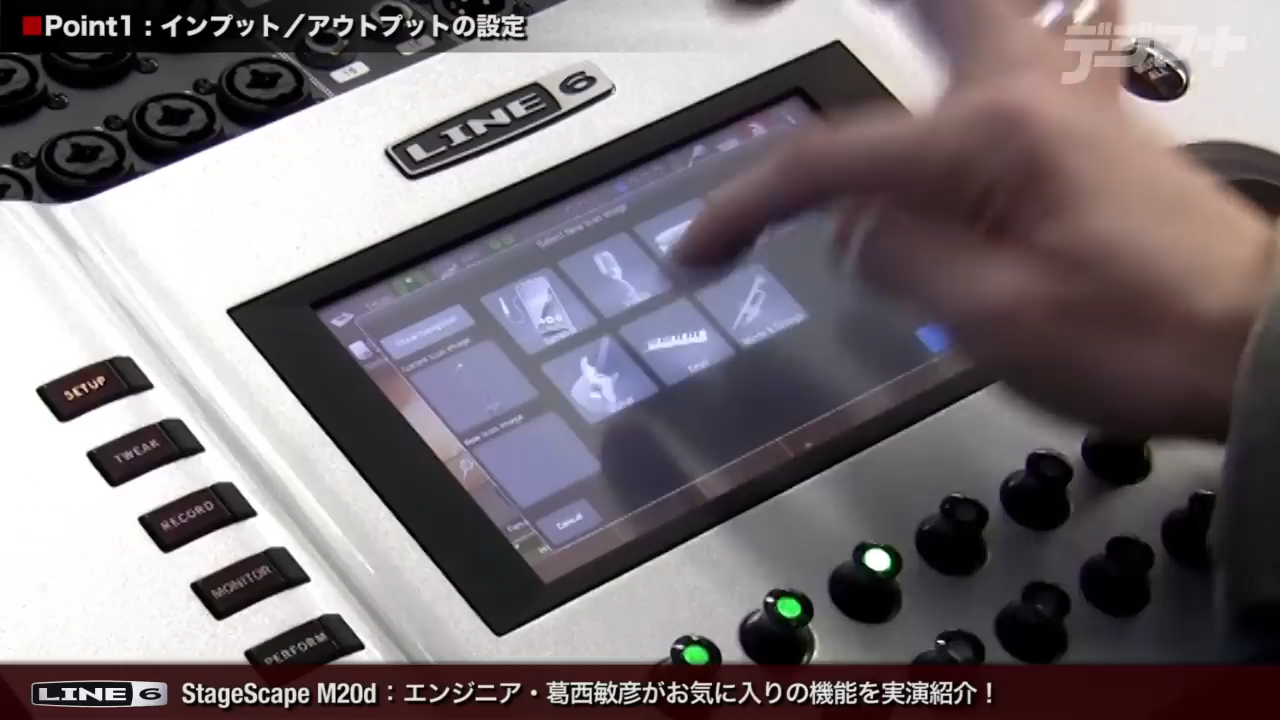 Point1：インプット／アウトプットの設定
デジマート
ALL
19
LINE 6
Select New Icon Image
Current Icon Image
New Icon Image
Cancel
SETUP
TWEAK
RECORD
MONITOR
PERFORM
LINE 6 StageScape M20d：エンジニア・葛西敏彦がお気に入りの機能を実演紹介！